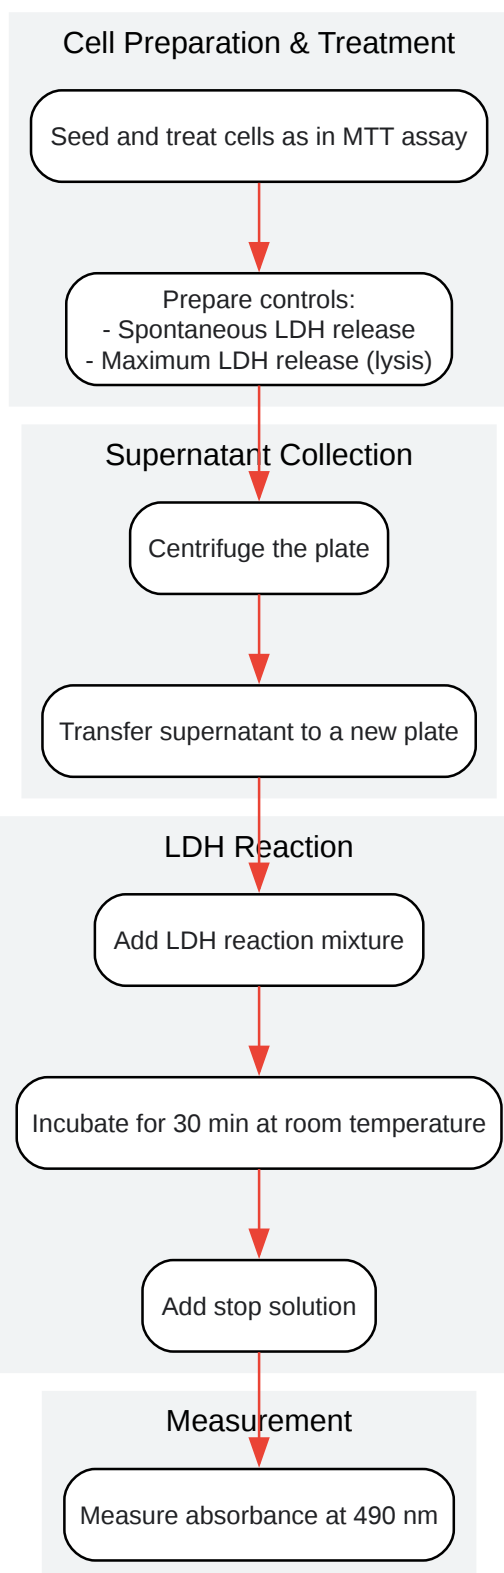 Cell Preparation & Treatment
Seed and treat cells as in MTT assay
Prepare controls:
- Spontaneous LDH release
- Maximum LDH release (lysis)
Supernatant Collection
Centrifuge the plate
Transfer supernatant to a new plate
LDH Reaction
Add LDH reaction mixture
Incubate for 30 min at room temperature
Add stop solution
Measurement
Measure absorbance at 490 nm